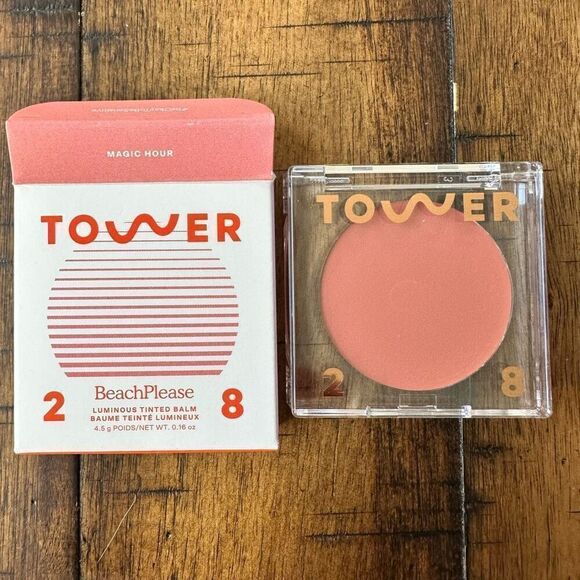 MAGIC HOUR
TOWER
BeachPlease
2 8
LUMINOUS TINTED BALM
BAUME TEINTÉ LUMINEUX
4.5 g POIDS/NET WT. 0.16 oz
TOWER
2 8